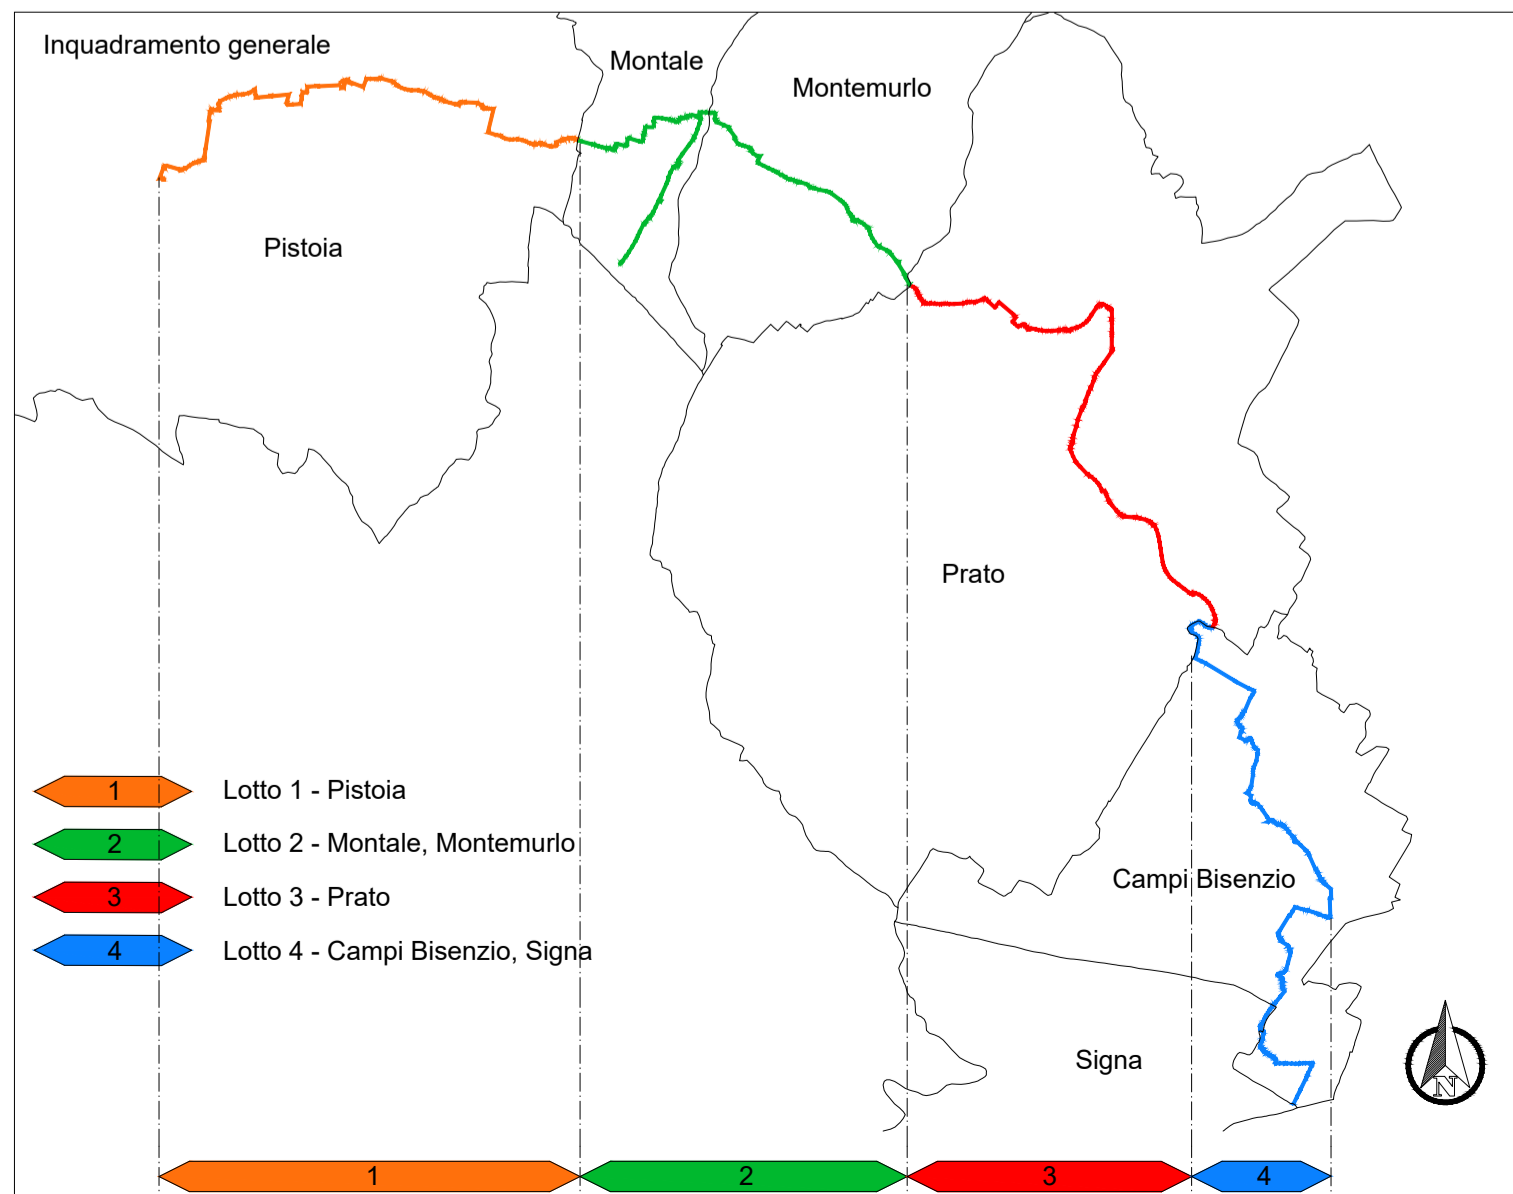 Inquadramento generale
Montale
Montemurlo
Pistoia
Prato
1 Lotto 1 - Pistoia
2 Lotto 2 - Montale, Montemurlo
3 Lotto 3 - Prato
4 Lotto 4 - Campi Bisenzio, Signa
Campi Bisenzio
Signa
N
1 2 3 4